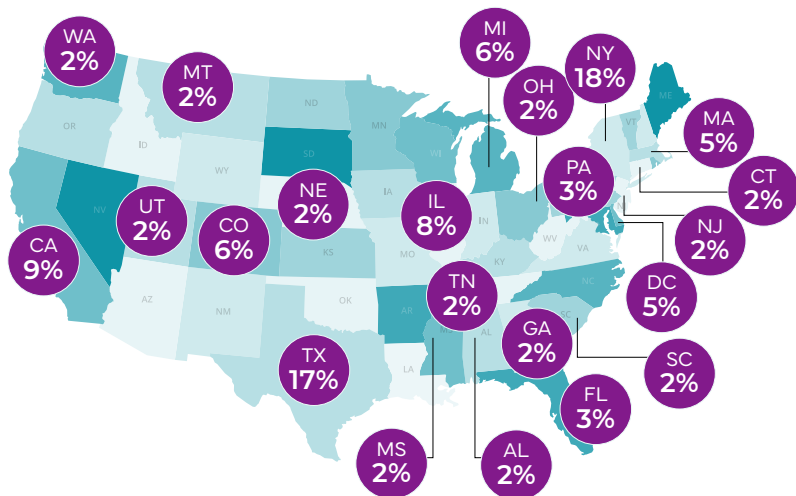 WA
2%
MT
2%
MI
6%
NY
18%
OH
2%
MA
5%
PA
3%
CT
2%
NJ
2%
DC
5%
SC
2%
NE
2%
IL
8%
UT
2%
CO
6%
CA
9%
TN
2%
GA
2%
TX
17%
FL
3%
MS
2%
AL
2%
OR
ID
WY
ND
SD
MN
WI
IA
NV
AZ
NM
KS
OK
MO
AR
LA
IN
KY
WV
VA
NC
SC
AL
VT
ME